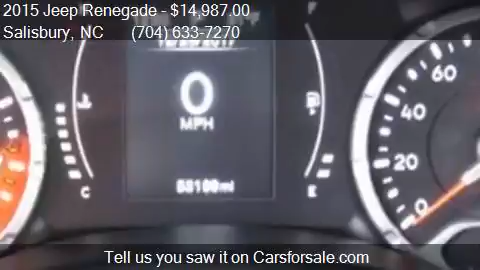 2015 Jeep Renegade - $14,987.00
Salisbury, NC (704) 633-7270
0
MPH
C
E
60
40
20
0
Tell us you saw it on Carsforsale.com